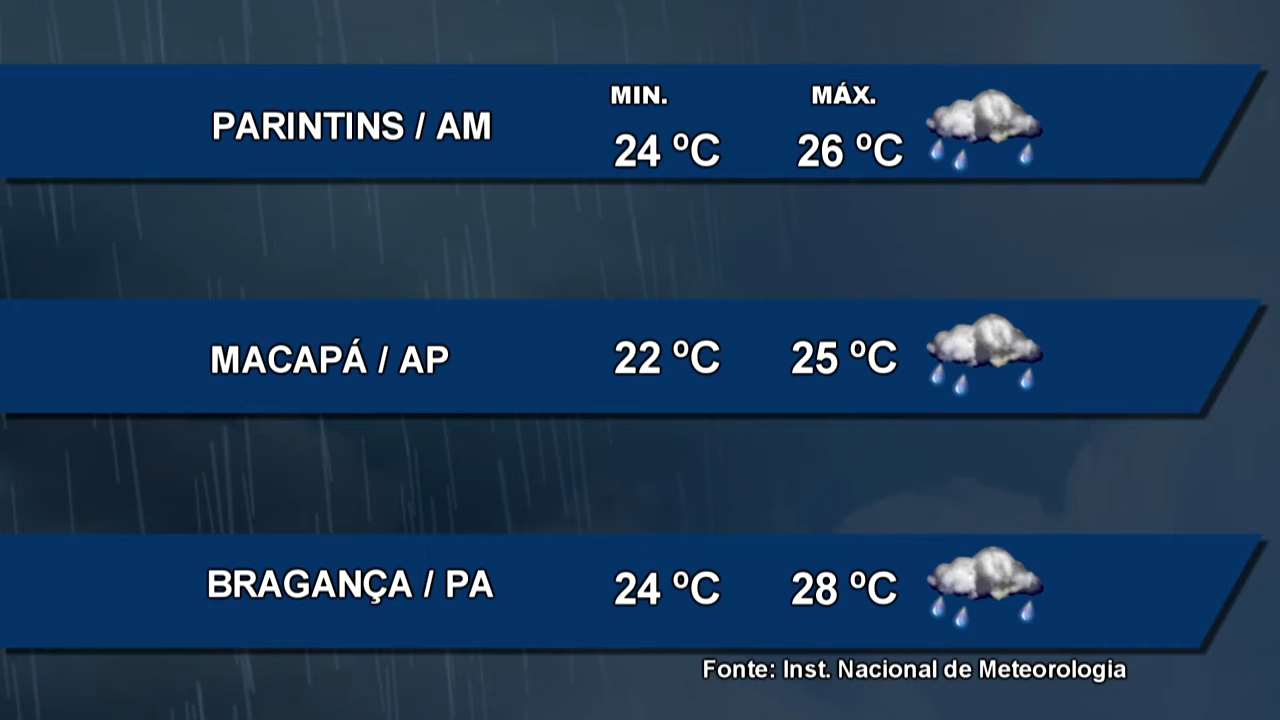 MIN. MÁX.
PARINTINS / AM 24 ºC 26 ºC
MACAPÁ / AP 22 ºC 25 ºC
BRAGANÇA / PA 24 ºC 28 ºC
Fonte: Inst. Nacional de Meteorologia